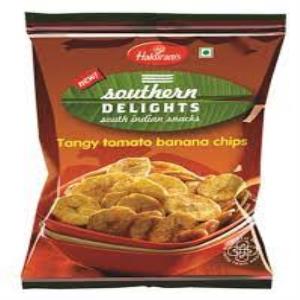 Haldiram's
NEW!
southern
DELIGHTS
south indian snacks
Tangy tomato banana chips